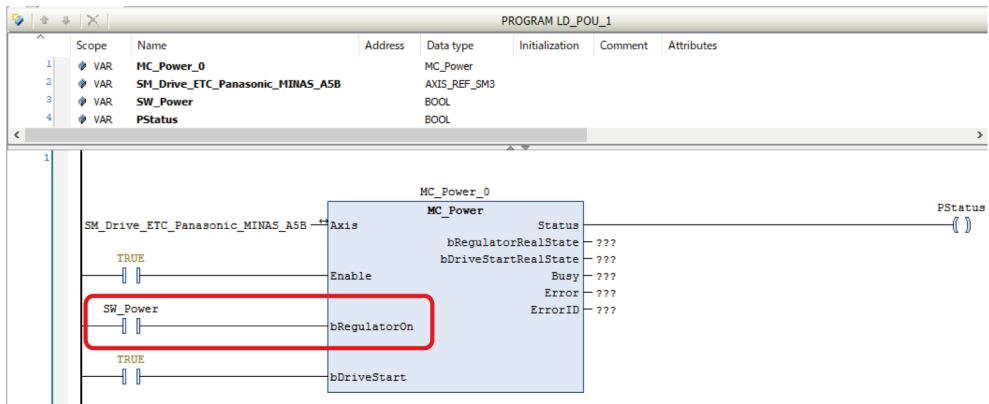 PROGRAM LD_POU_1
Scope Name Address Data type Initialization Comment Attributes
1 VAR MC_Power_0 MC_Power
2 VAR SM_Drive_ETC_Panasonic_MINAS_A5B AXIS_REF_SM3
3 VAR SW_Power BOOL
4 VAR PStatus BOOL
1
MC_Power_0
MC_Power
PStatus
SM_Drive_ETC_Panasonic_MINAS_A5B Axis Status
bRegulatorRealState ???
TRUE bDriveStartRealState ???
Enable Busy ???
Error ???
SW_Power ErrorID ???
bRegulatorOn
TRUE
bDriveStart